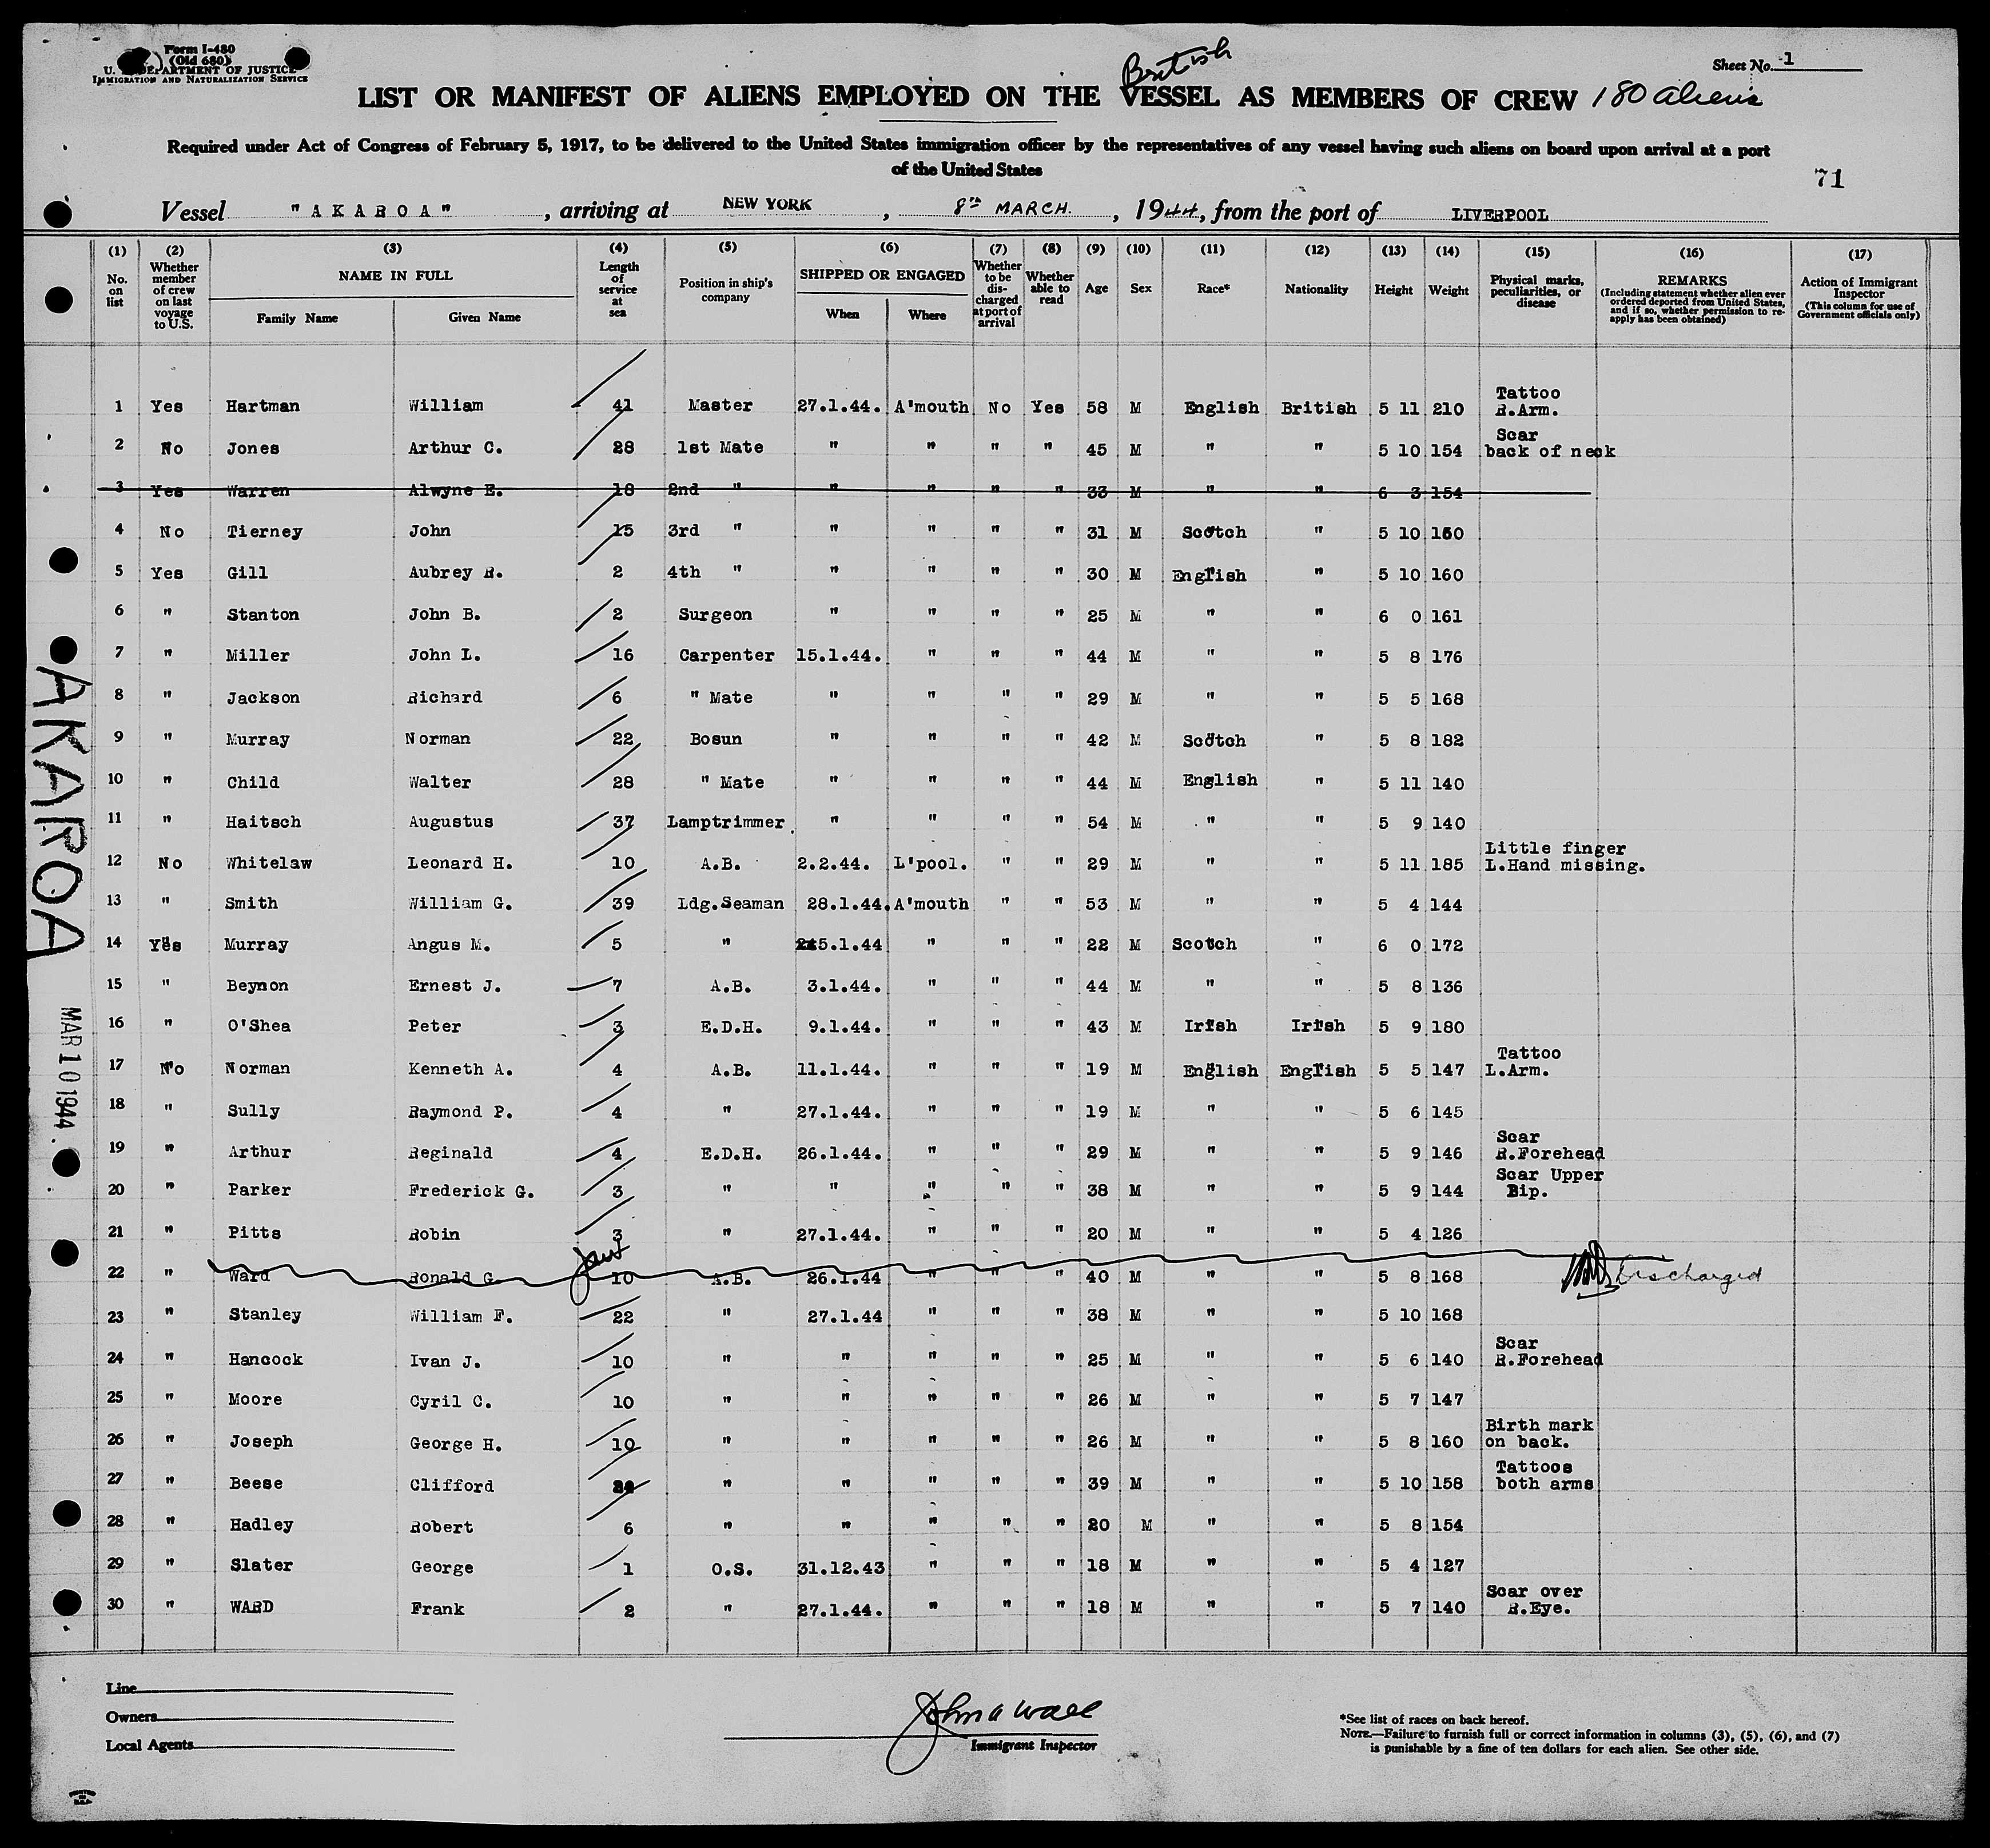 Form I-480
(Old 680)
U. S. DEPARTMENT OF JUSTICE
IMMIGRATION AND NATURALIZATION SERVICE
Sheet No. 1
British
LIST OR MANIFEST OF ALIENS EMPLOYED ON THE VESSEL AS MEMBERS OF CREW 180 aliens
Required under Act of Congress of February 5, 1917, to be delivered to the United States immigration officer by the representatives of any vessel having such aliens on board upon arrival at a port
of the United States
71
Vessel "AKAROA", arriving at NEW YORK, 8th MARCH. , 1944, from the port of LIVERPOOL
(1) No. on list (2) Whether member of crew on last voyage to U.S. (3) NAME IN FULL Family Name Given Name (4) Length of service at sea (5) Position in ship's company (6) SHIPPED OR ENGAGED When Where (7) Whether to be discharged at port of arrival (8) Whether able to read (9) Age (10) Sex (11) Race* (12) Nationality (13) Height (14) Weight (15) Physical marks, peculiarities, or disease (16) REMARKS (Including statement whether alien ever ordered deported from United States, and if so, whether permission to re-apply has been obtained) (17) Action of Immigrant Inspector (This column for use of Government officials only)
1 Yes Hartman William 41 Master 27.1.44. A'mouth No Yes 58 M English British 5 11 210 Tattoo R.Arm.
2 No Jones Arthur C. 28 1st Mate " " " " 45 M " " 5 10 154 Scar back of neck
3 Yes Warren Alwyne E. 18 2nd " " " " " 33 M " " 6 3 154
4 No Tierney John 15 3rd " " " " " 31 M Scotch " 5 10 150
5 Yes Gill Aubrey R. 2 4th " " " " " 30 M English " 5 10 160
6 " Stanton John B. 2 Surgeon " " " " 25 M " " 6 0 161
7 " Miller John L. 16 Carpenter 15.1.44. " " " 44 M " " 5 8 176
8 " Jackson Richard 6 " Mate " " " " 29 M " " 5 5 168
9 " Murray Norman 22 Bosun " " " " 42 M Scotch " 5 8 182
10 " Child Walter 28 " Mate " " " " 44 M English " 5 11 140
11 " Haitsch Augustus 37 Lamptrimmer " " " " 54 M " " 5 9 140
12 No Whitelaw Leonard H. 10 A.B. 2.2.44. L'pool. " " 29 M " " 5 11 185 Little finger L.Hand missing.
13 " Smith William G. 39 Ldg.Seaman 28.1.44. A'mouth " " 53 M " " 5 4 144
14 Yes Murray Angus M. 5 " 5.1.44 " " " 22 M Scotch " 6 0 172
15 " Beynon Ernest J. 7 A.B. 3.1.44. " " " 44 M " " 5 8 136
16 " O'Shea Peter 3 E.D.H. 9.1.44. " " " 43 M Irish Irish 5 9 180
17 No Norman Kenneth A. 4 A.B. 11.1.44. " " " 19 M English English 5 5 147 Tattoo L.Arm.
18 " Sully Raymond P. 4 " 27.1.44. " " " 19 M " " 5 6 145
19 " Arthur Reginald 4 E.D.H. 26.1.44. " " " 29 M " " 5 9 146 Scar R.Forehead
20 " Parker Frederick G. 3 " " " " " 38 M " " 5 9 144 Scar Upper Lip.
21 " Pitts Robin 3 " 27.1.44. " " " 20 M " " 5 4 126
22 " Ward Ronald G. 10 A.B. 26.1.44 " " " 40 M " " 5 8 168 Discharged
23 " Stanley William F. 22 " 27.1.44 " " " 38 M " " 5 10 168
24 " Hancock Ivan J. 10 " " " " " 25 M " " 5 6 140 Scar R.Forehead
25 " Moore Cyril C. 10 " " " " " 26 M " " 5 7 147
26 " Joseph George H. 10 " " " " " 26 M " " 5 8 160 Birth mark on back.
27 " Beese Clifford " " " " " 39 M " " 5 10 158 Tattoos both arms
28 " Hadley Robert 6 " " " " " 20 M " " 5 8 154
29 " Slater George 1 O.S. 31.12.43 " " " 18 M " " 5 4 127
30 " WARD Frank 2 " 27.1.44. " " " 18 M " " 5 7 140 Scar over R.Eye.
AKAROA
MAR 10 1944
Line
Owners
Local Agents
John A Wall
Immigrant Inspector
*See list of races on back hereof.
NOTE.—Failure to furnish full or correct information in columns (3), (5), (6), and (7)
is punishable by a fine of ten dollars for each alien. See other side.